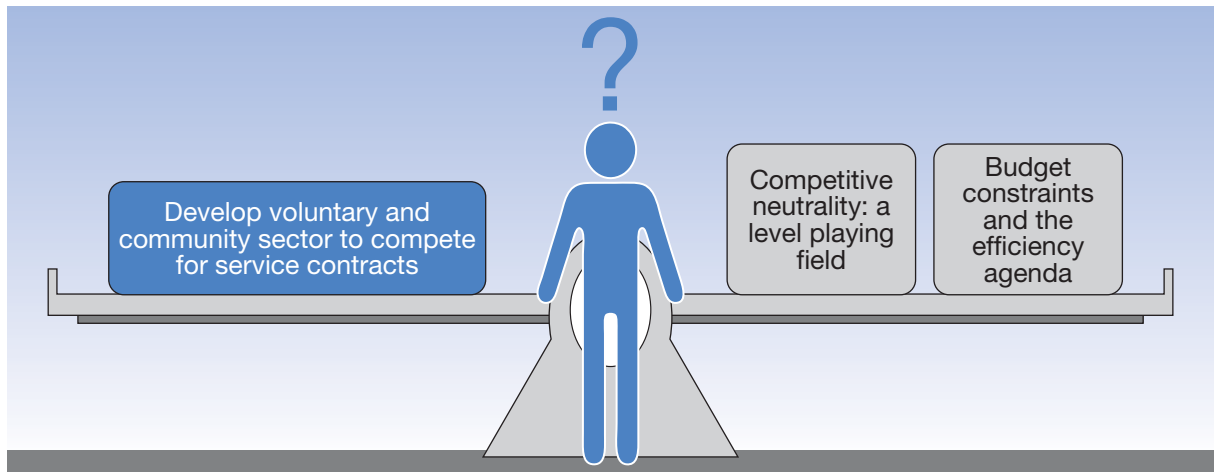 ?
Develop voluntary and
community sector to compete
for service contracts
Competitive
neutrality: a
level playing
field
Budget
constraints
and the
efficiency
agenda